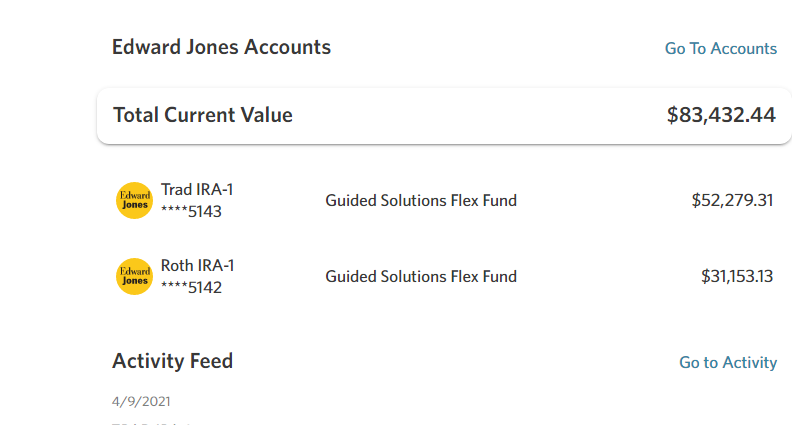 Edward Jones Accounts
Go To Accounts
Total Current Value
$83,432.44
Edward Jones
Trad IRA-1
****5143
Guided Solutions Flex Fund
$52,279.31
Edward Jones
Roth IRA-1
****5142
Guided Solutions Flex Fund
$31,153.13
Activity Feed
Go to Activity
4/9/2021